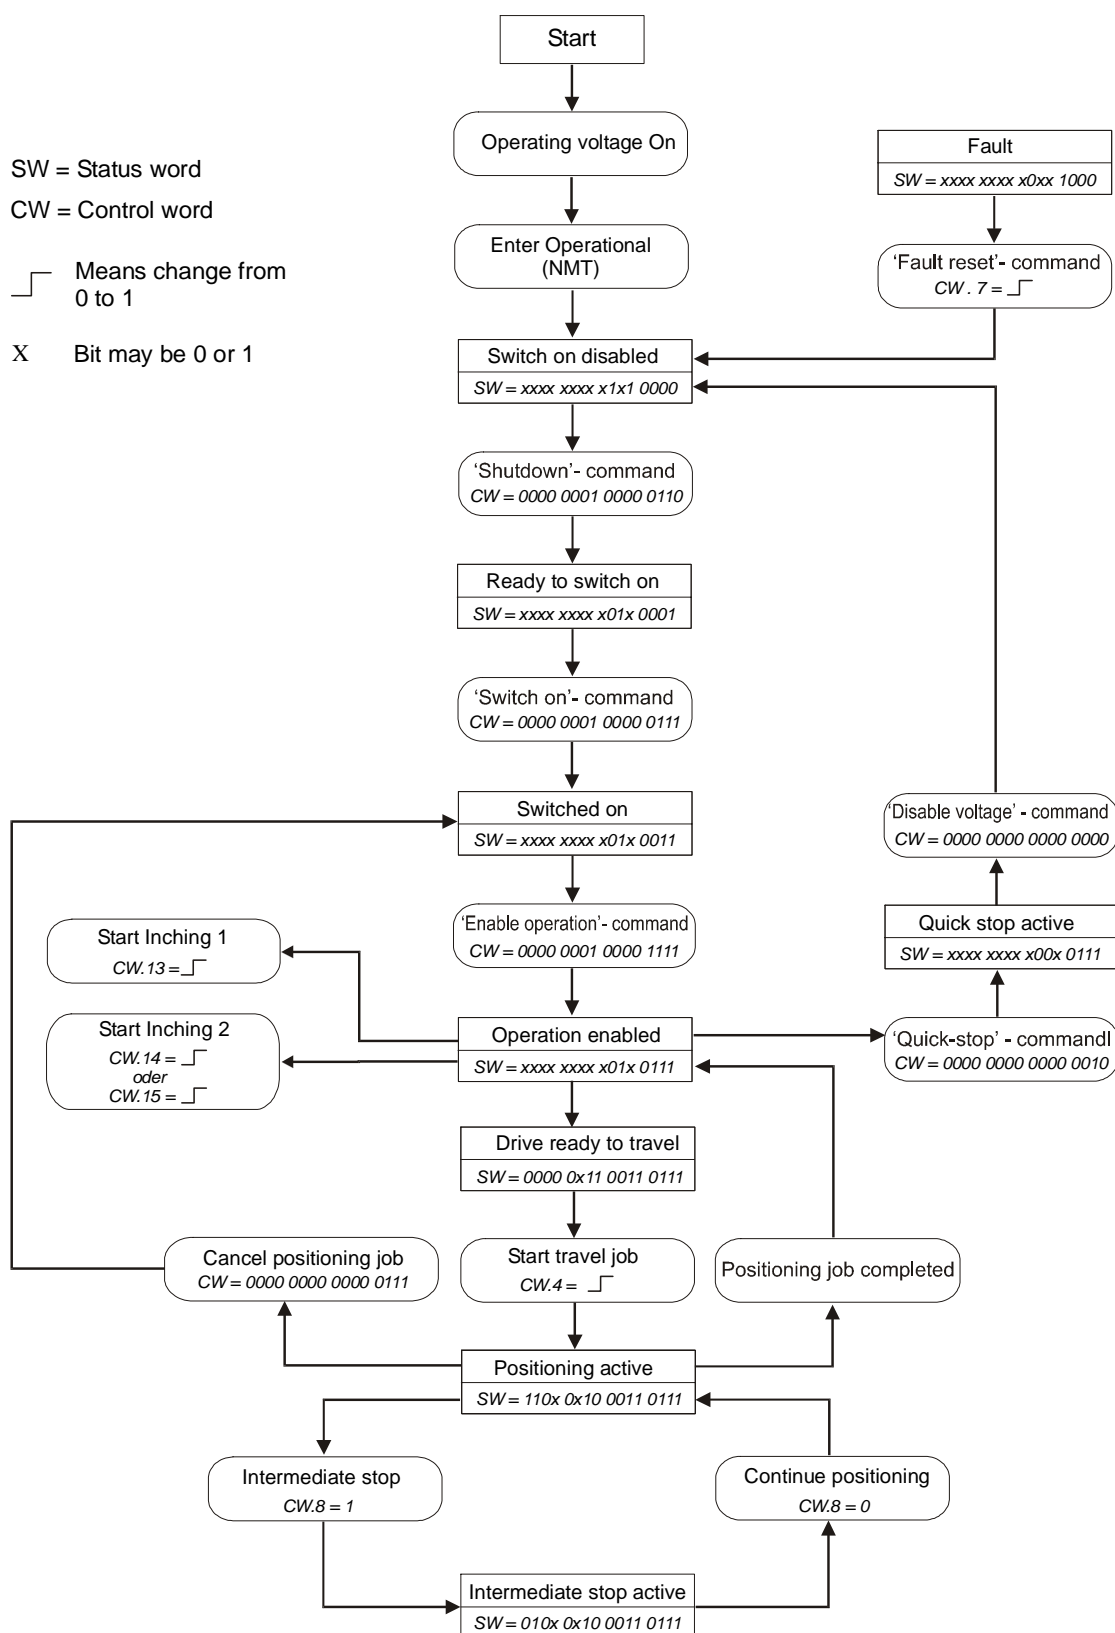 Start
Operating voltage On
SW = Status word
CW = Control word
Means change from
0 to 1
X Bit may be 0 or 1
Fault
SW = xxxx xxxx x0xx 1000
Enter Operational
(NMT)
'Fault reset'- command
CW . 7 =
Switch on disabled
SW = xxxx xxxx x1x1 0000
'Shutdown'- command
CW = 0000 0001 0000 0110
Ready to switch on
SW = xxxx xxxx x01x 0001
'Switch on'- command
CW = 0000 0001 0000 0111
Switched on
SW = xxxx xxxx x01x 0011
'Disable voltage' - command
CW = 0000 0000 0000 0000
'Enable operation'- command
CW = 0000 0001 0000 1111
Start Inching 1
CW.13 =
Quick stop active
SW = xxxx xxxx x00x 0111
Start Inching 2
CW.14 =
oder
CW.15 =
Operation enabled
SW = xxxx xxxx x01x 0111
'Quick-stop' - commandl
CW = 0000 0000 0000 0010
Drive ready to travel
SW = 0000 0x11 0011 0111
Cancel positioning job
CW = 0000 0000 0000 0111
Start travel job
CW.4 =
Positioning job completed
Positioning active
SW = 110x 0x10 0011 0111
Intermediate stop
CW.8 = 1
Continue positioning
CW.8 = 0
Intermediate stop active
SW = 010x 0x10 0011 0111